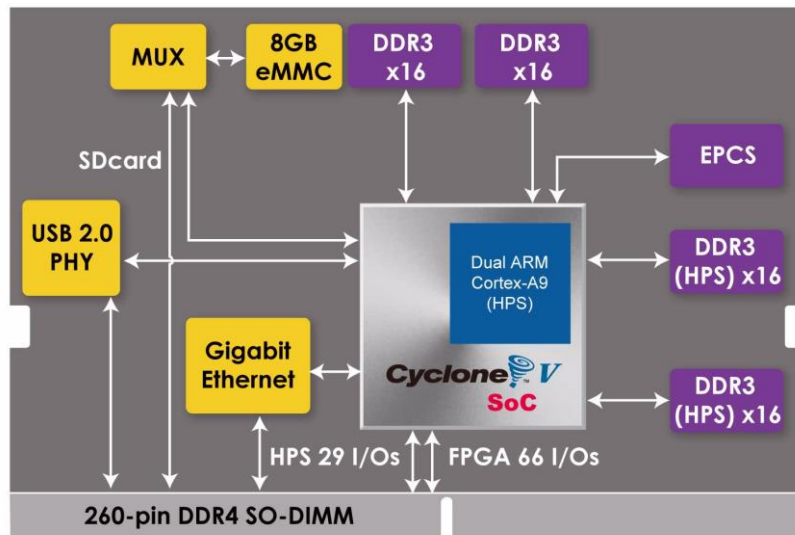 MUX
8GB
eMMC
DDR3
x16
DDR3
x16
SDcard
EPCS
USB 2.0
PHY
Dual ARM
Cortex-A9
(HPS)
DDR3
(HPS) x16
Gigabit
Ethernet
Cyclone V
SoC
DDR3
(HPS) x16
HPS 29 I/Os
FPGA 66 I/Os
260-pin DDR4 SO-DIMM